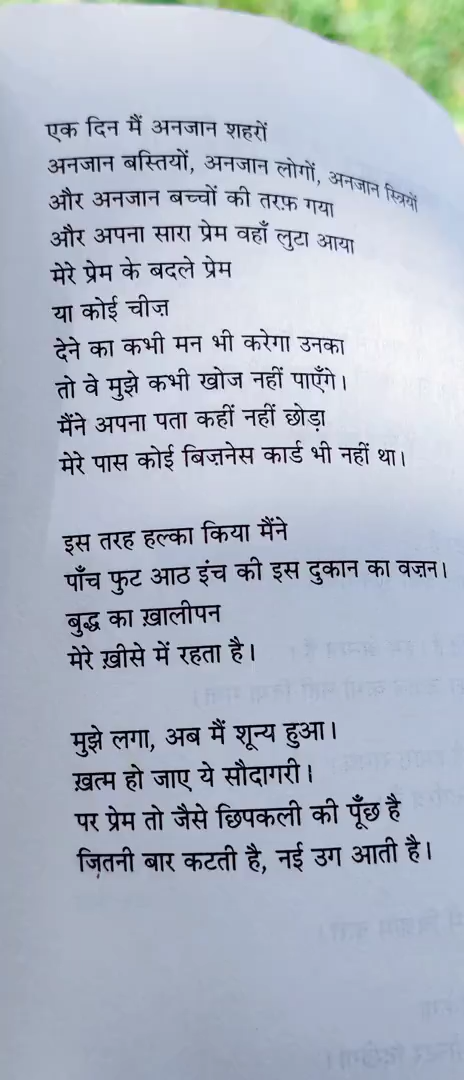 एक दिन मैं अनजान शहरों
अनजान बस्तियों, अनजान लोगों, अनजान स्त्रियों
और अनजान बच्चों की तरफ़ गया
और अपना सारा प्रेम वहाँ लुटा आया
मेरे प्रेम के बदले प्रेम
या कोई चीज़
देने का कभी मन भी करेगा उनका
तो वे मुझे कभी खोज नहीं पाएँगे।
मैंने अपना पता कहीं नहीं छोड़ा
मेरे पास कोई बिज़नेस कार्ड भी नहीं था।
इस तरह हल्का किया मैंने
पाँच फुट आठ इंच की इस दुकान का वज़न।
बुद्ध का ख़ालीपन
मेरे ख़ीसे में रहता है।
मुझे लगा, अब मैं शून्य हुआ।
ख़त्म हो जाए ये सौदागरी।
पर प्रेम तो जैसे छिपकली की पूँछ है
जितनी बार कटती है, नई उग आती है।